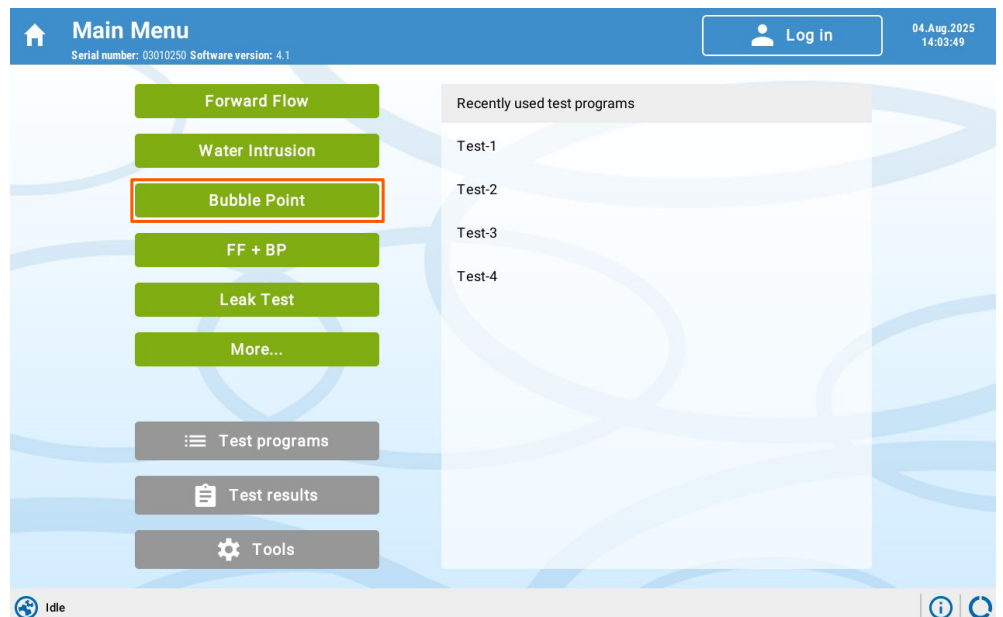 Main Menu
Serial number: 03010250 Software version: 4.1
Log in
04.Aug.2025
14:03:49
Forward Flow
Water Intrusion
Bubble Point
FF + BP
Leak Test
More...
Test programs
Test results
Tools
Recently used test programs
Test-1
Test-2
Test-3
Test-4
Idle